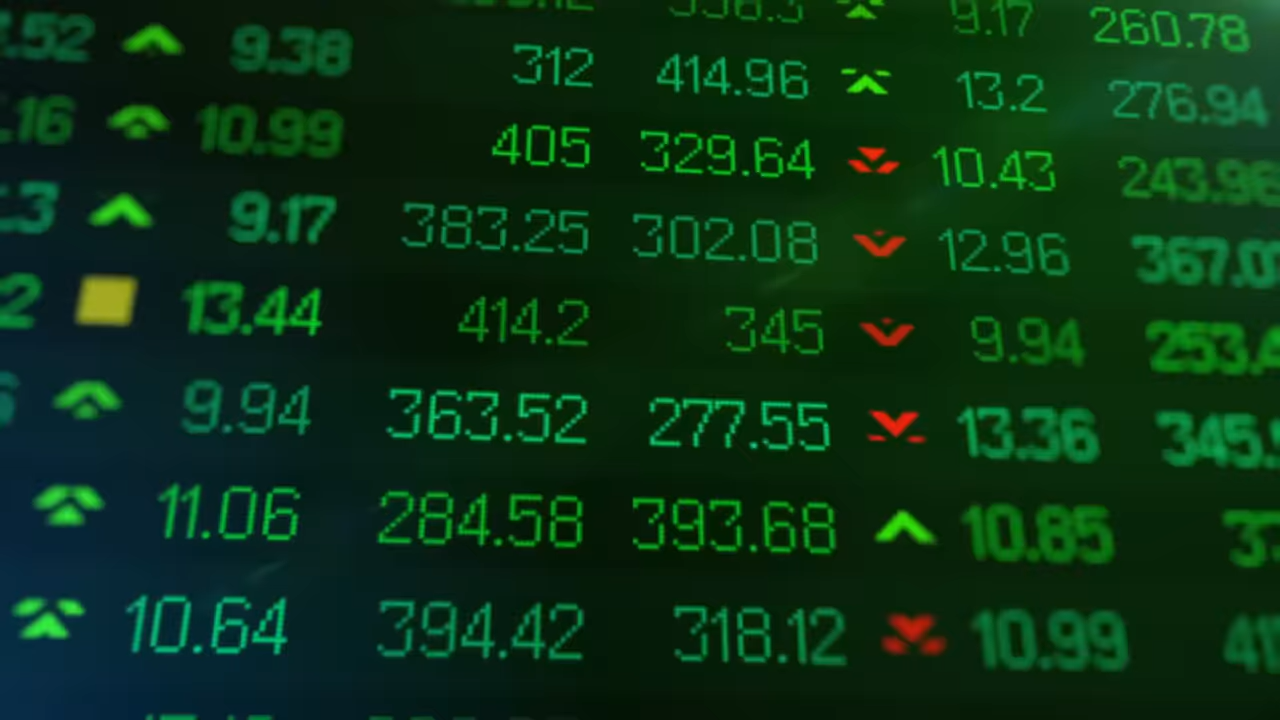 9.17 260.78
9.38 312 414.96 13.2 276.94
10.99 405 329.64 10.43
9.17 383.25 302.08 12.96
13.44 414.2 345 9.94
9.94 363.52 277.55 13.36
11.06 284.58 393.68 10.85
10.64 394.42 318.12 10.99